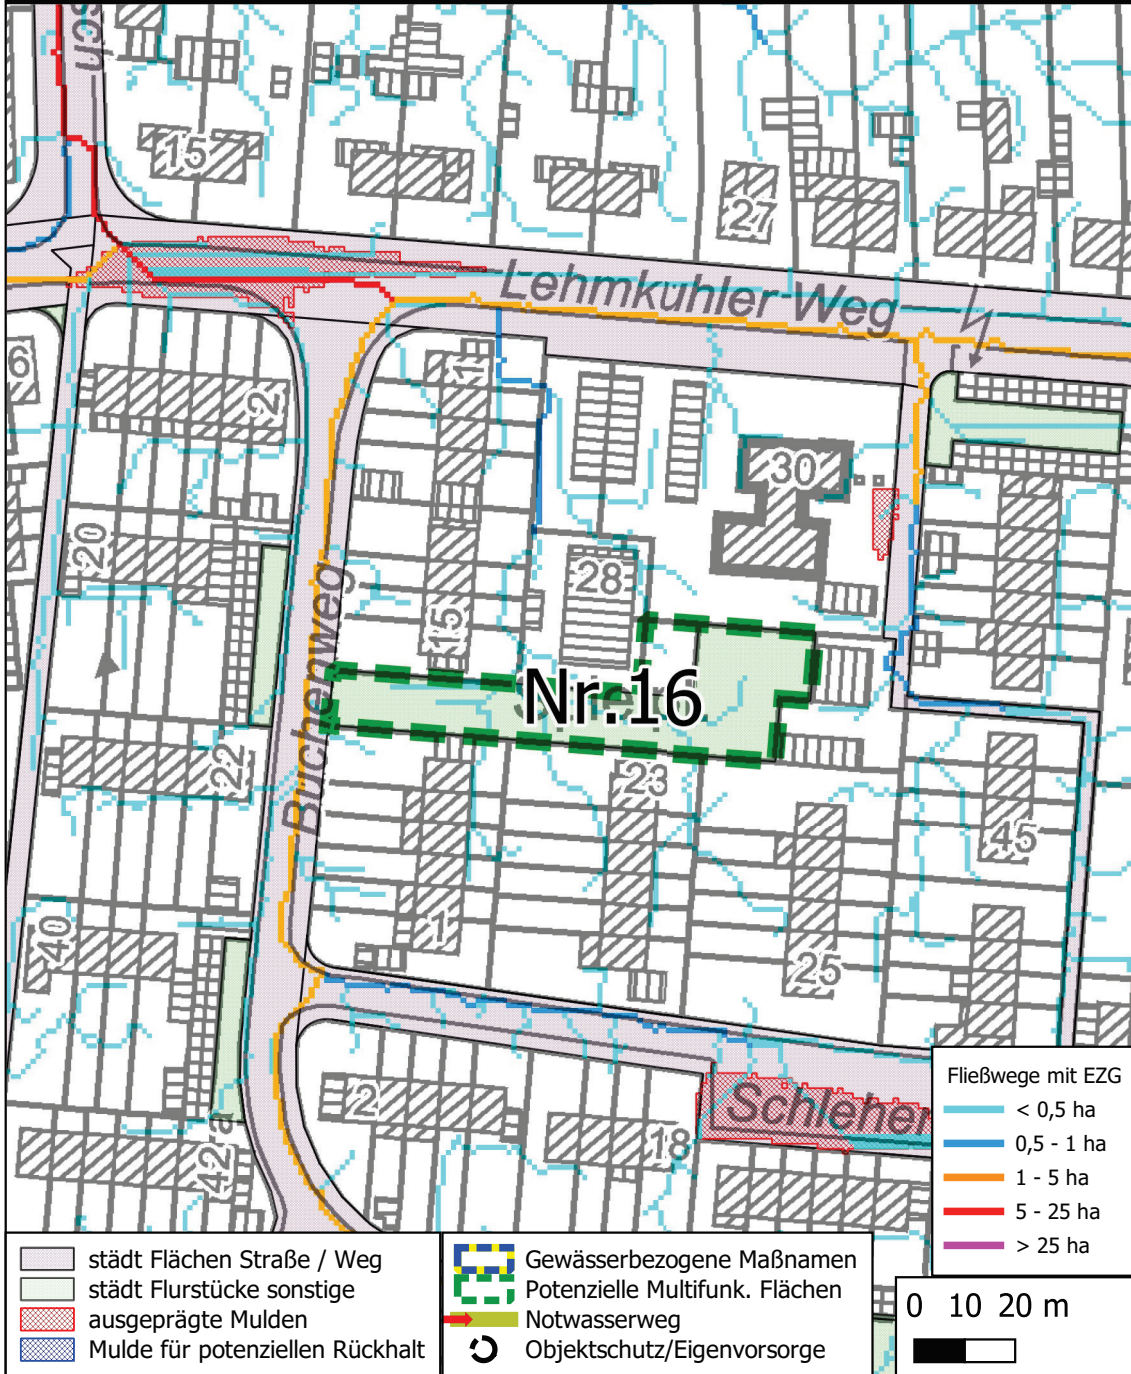 sen
15
27
Lehmkuhler-Weg
11
6
2
30
20
28
15
Buchenweg
Nr.16
22
23
45
1
40
25
2
Schleher
18
42a
Fließwege mit EZG
< 0,5 ha
0,5 - 1 ha
1 - 5 ha
5 - 25 ha
> 25 ha
städt Flächen Straße / Weg
städt Flurstücke sonstige
ausgeprägte Mulden
Mulde für potenziellen Rückhalt
Gewässerbezogene Maßnamen
Potenzielle Multifunk. Flächen
Notwasserweg
Objektschutz/Eigenvorsorge
0 10 20 m